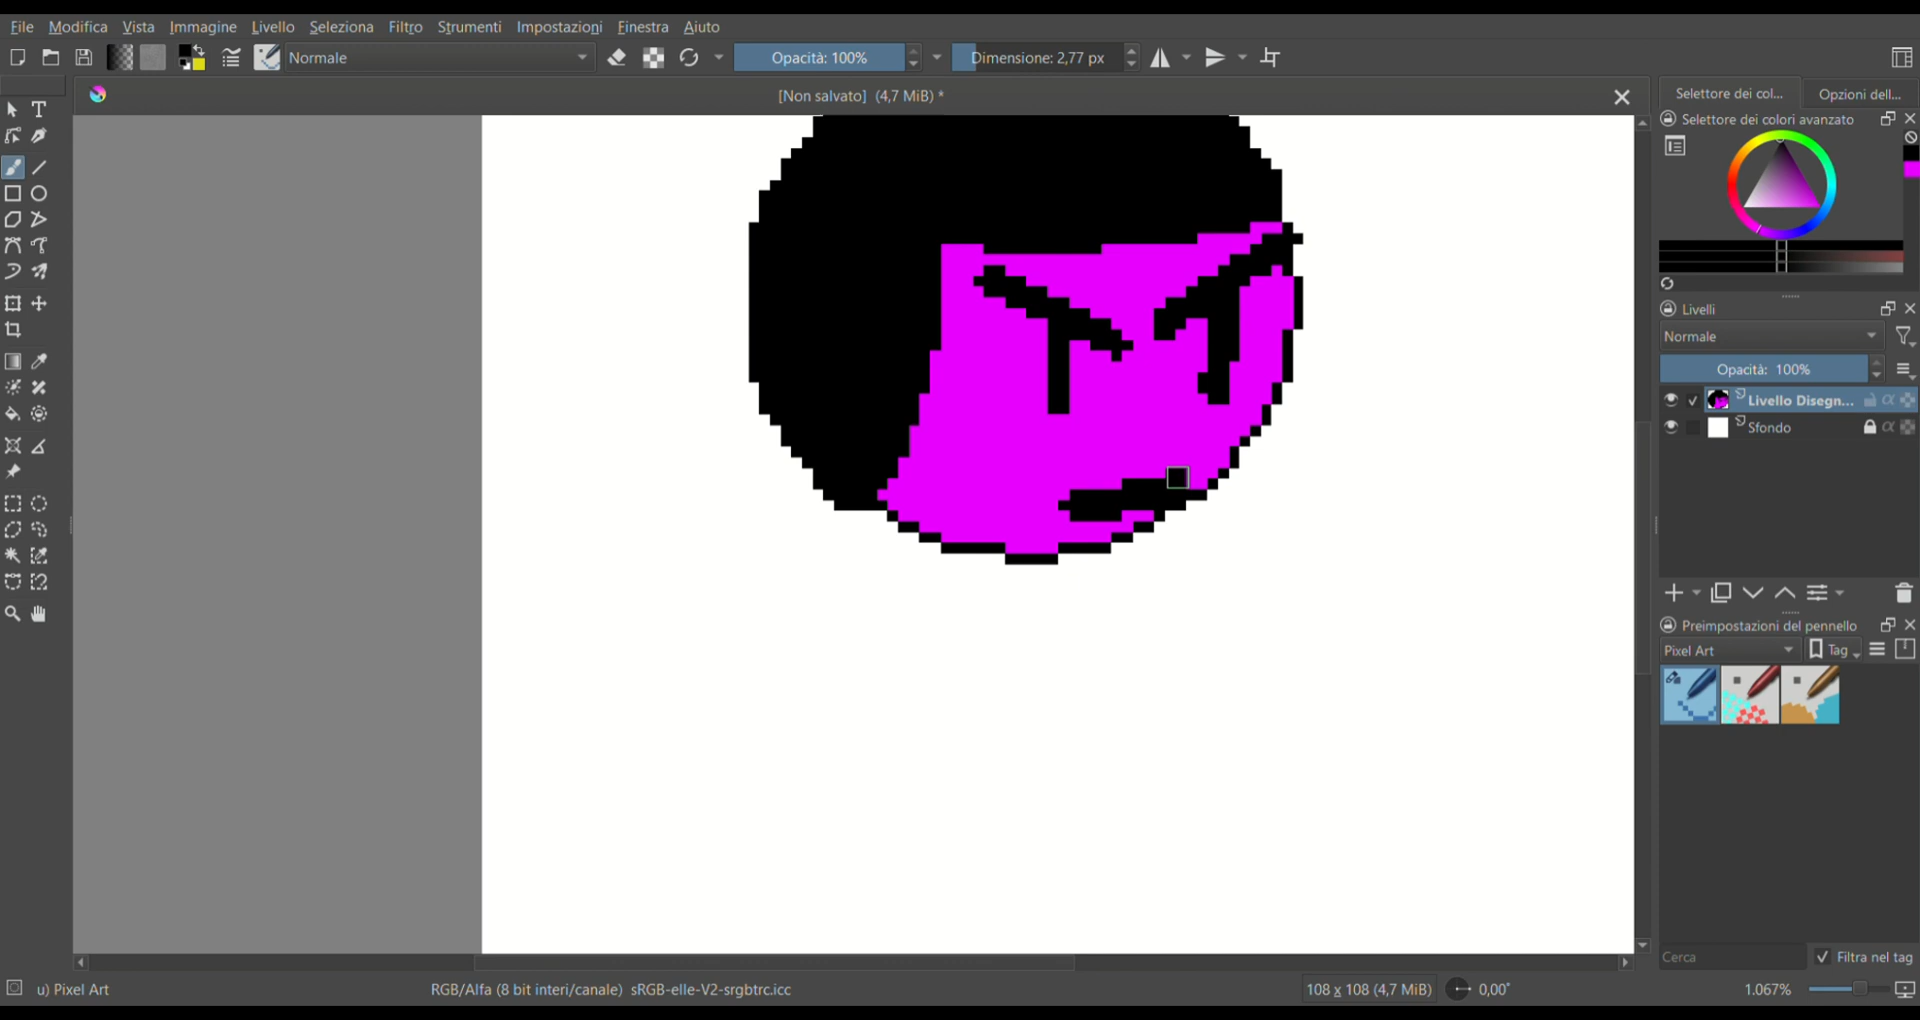 File Modifica Vista Immagine Livello Seleziona Filtro Strumenti Impostazioni Finestra Aiuto
Normale Opacità: 100% Dimensione: 2,77 px
[Non salvato] (4,7 MiB) *
Selettore dei col... Opzioni dell...
Selettore dei colori avanzato
Livelli
Normale
Opacità: 100%
Livello Disegn...
Sfondo
Preimpostazioni del pennello
Pixel Art Tag
Cerca Filtra nel tag
u) Pixel Art RGB/Alfa (8 bit interi/canale) sRGB-elle-V2-srgbtrc.icc 108 x 108 (4,7 MiB) 0,00° 1.067%